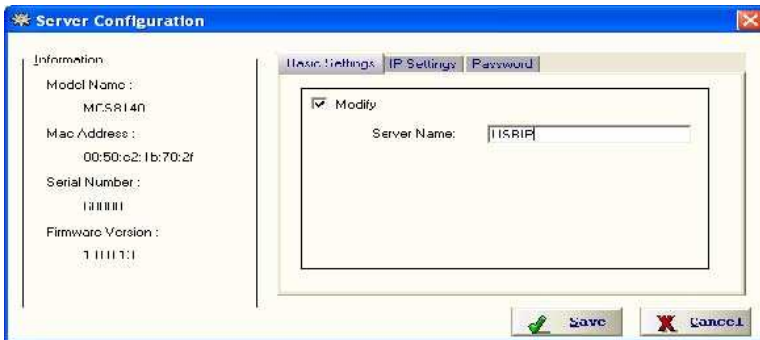 Server Configuration
Information
Model Name :
MCS8140
Mac Address :
00:50:c2:1b:70:2f
Serial Number :
Firmware Version :
Basic Settings
IP Settings
Password
Modify
Server Name:
USBIP
Save
Cancel